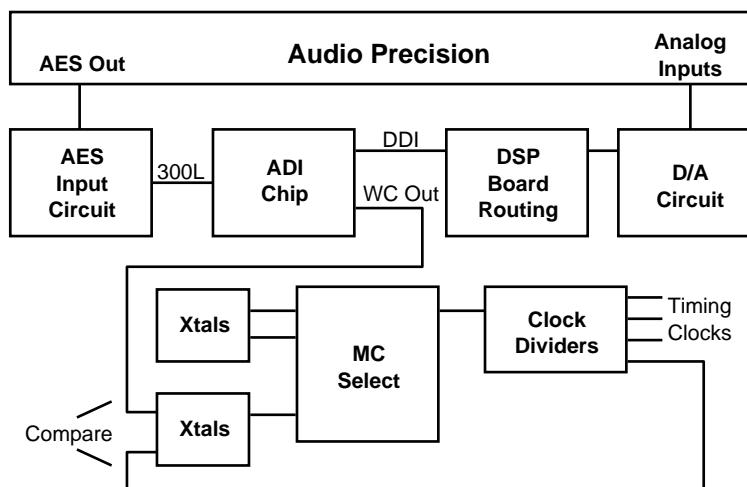 Audio Precision
AES Out
Analog
Inputs
AES
Input
Circuit
300L
ADI
Chip
DDI
WC Out
DSP
Board
Routing
D/A
Circuit
Xtals
MC
Select
Clock
Dividers
Timing
Clocks
Compare
Xtals